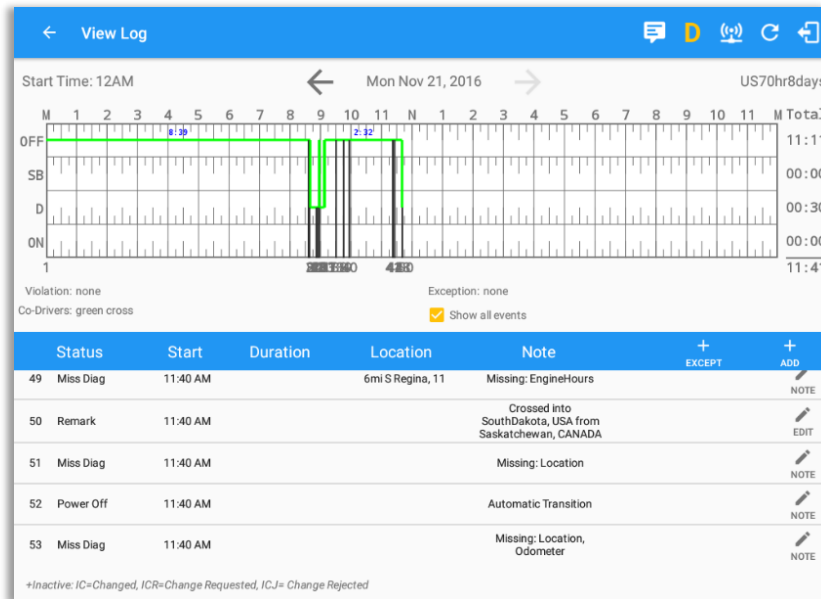 View Log
D
Start Time: 12AM
Mon Nov 21, 2016
US70hr8days
M 1 2 3 4 5 6 7 8 9 10 11 N 1 2 3 4 5 6 7 8 9 10 11 M Total
8:39 2:32
OFF 11:11
SB 00:00
D 00:30
ON 00:00
1 11:41
Violation: none
Exception: none
Co-Drivers: green cross
Show all events
Status Start Duration Location Note + EXCEPT + ADD
49 Miss Diag 11:40 AM 6mi S Regina, 11 Missing: EngineHours NOTE
50 Remark 11:40 AM Crossed into
SouthDakota, USA from
Saskatchewan, CANADA EDIT
51 Miss Diag 11:40 AM Missing: Location NOTE
52 Power Off 11:40 AM Automatic Transition NOTE
53 Miss Diag 11:40 AM Missing: Location,
Odometer NOTE
+Inactive: IC=Changed, ICR=Change Requested, ICJ= Change Rejected